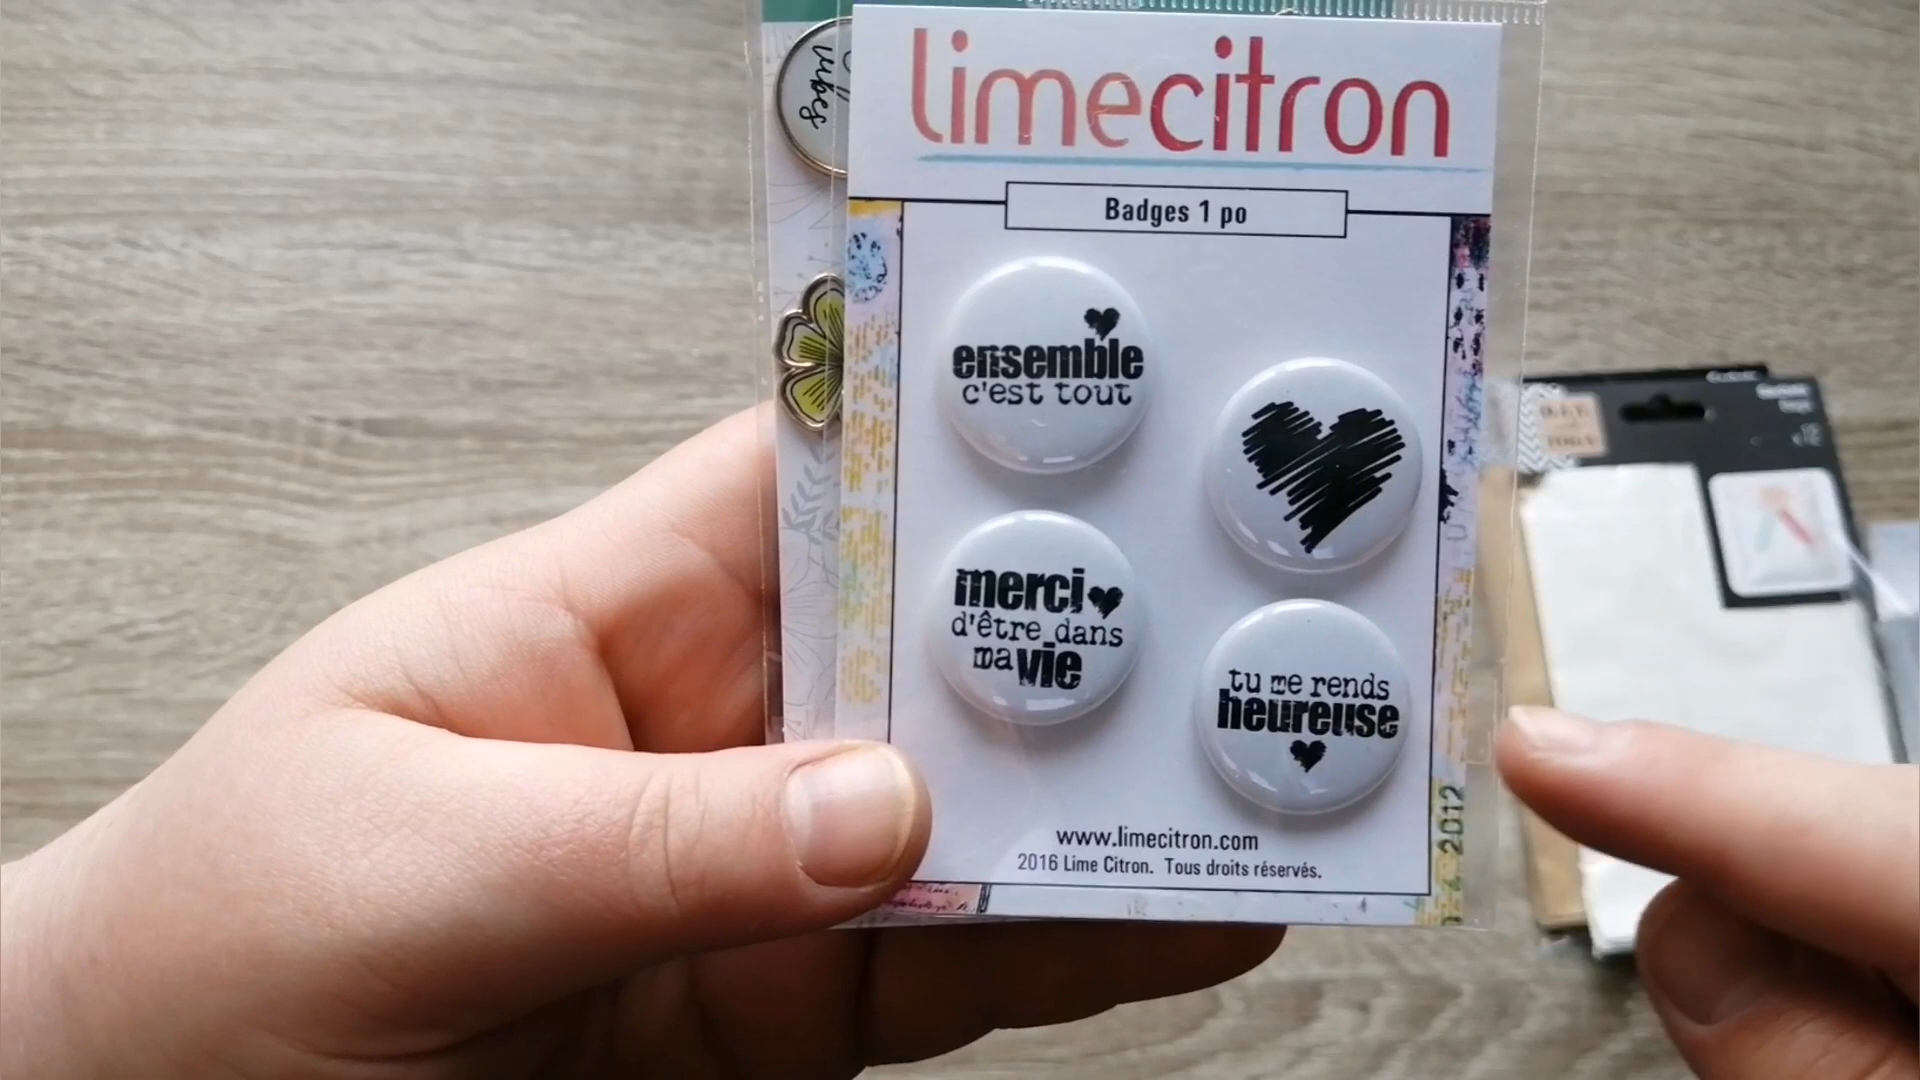 limecitron
Badges 1 po
ensemble
c'est tout
merci
d'être dans
ma vie
tu me rends
heureuse
www.limecitron.com
2016 Lime Citron. Tous droits réservés.
2012
vibes